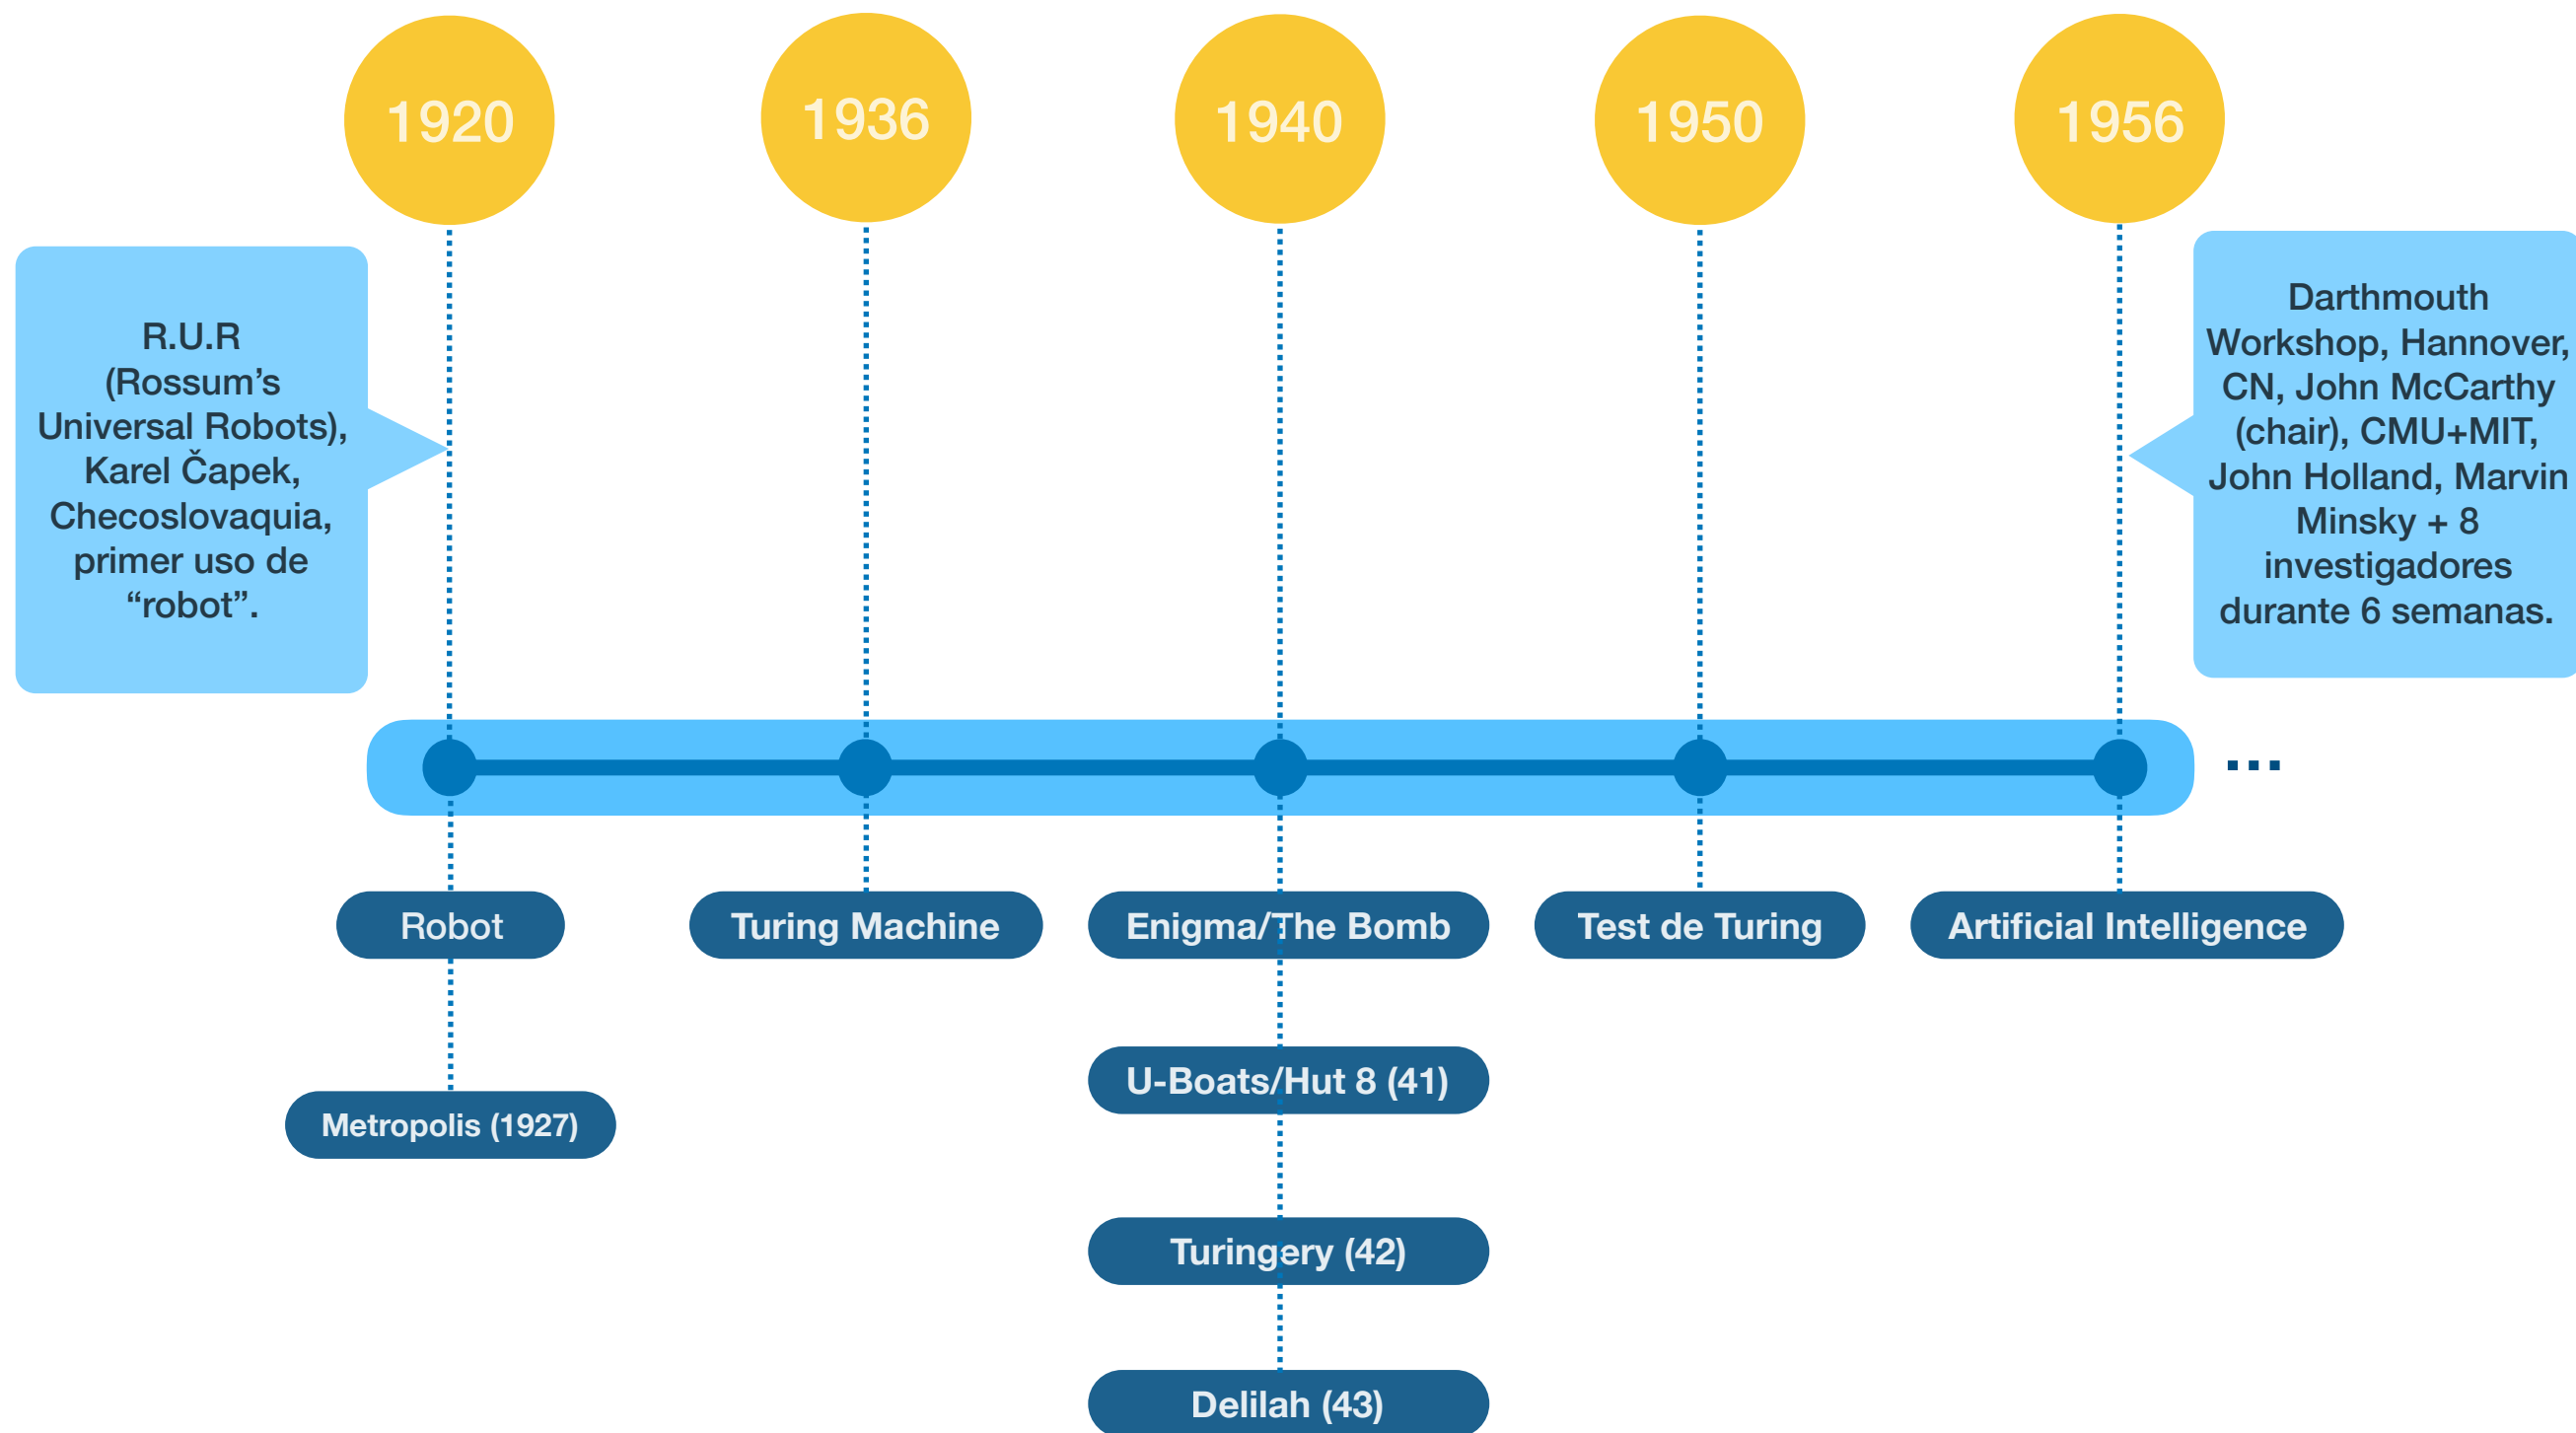 1920
1936
1940
1950
1956
R.U.R
(Rossum’s
Universal Robots),
Karel Čapek,
Checoslovaquia,
primer uso de
“robot”.
Darthmouth
Workshop, Hannover,
CN, John McCarthy
(chair), CMU+MIT,
John Holland, Marvin
Minsky + 8
investigadores
durante 6 semanas.
...
Robot
Turing Machine
Enigma/The Bomb
Test de Turing
Artificial Intelligence
U-Boats/Hut 8 (41)
Metropolis (1927)
Turingery (42)
Delilah (43)